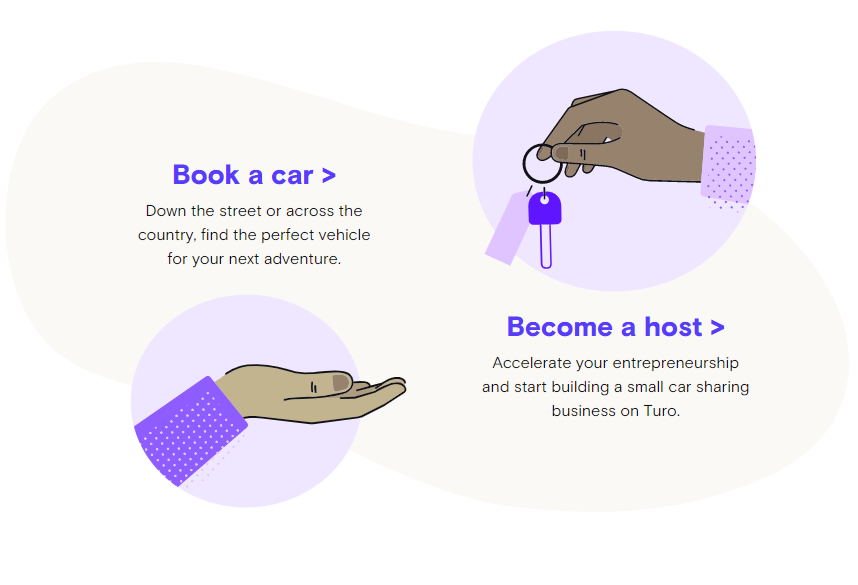 Book a car >
Down the street or across the
country, find the perfect vehicle
for your next adventure.
Become a host >
Accelerate your entrepreneurship
and start building a small car sharing
business on Turo.